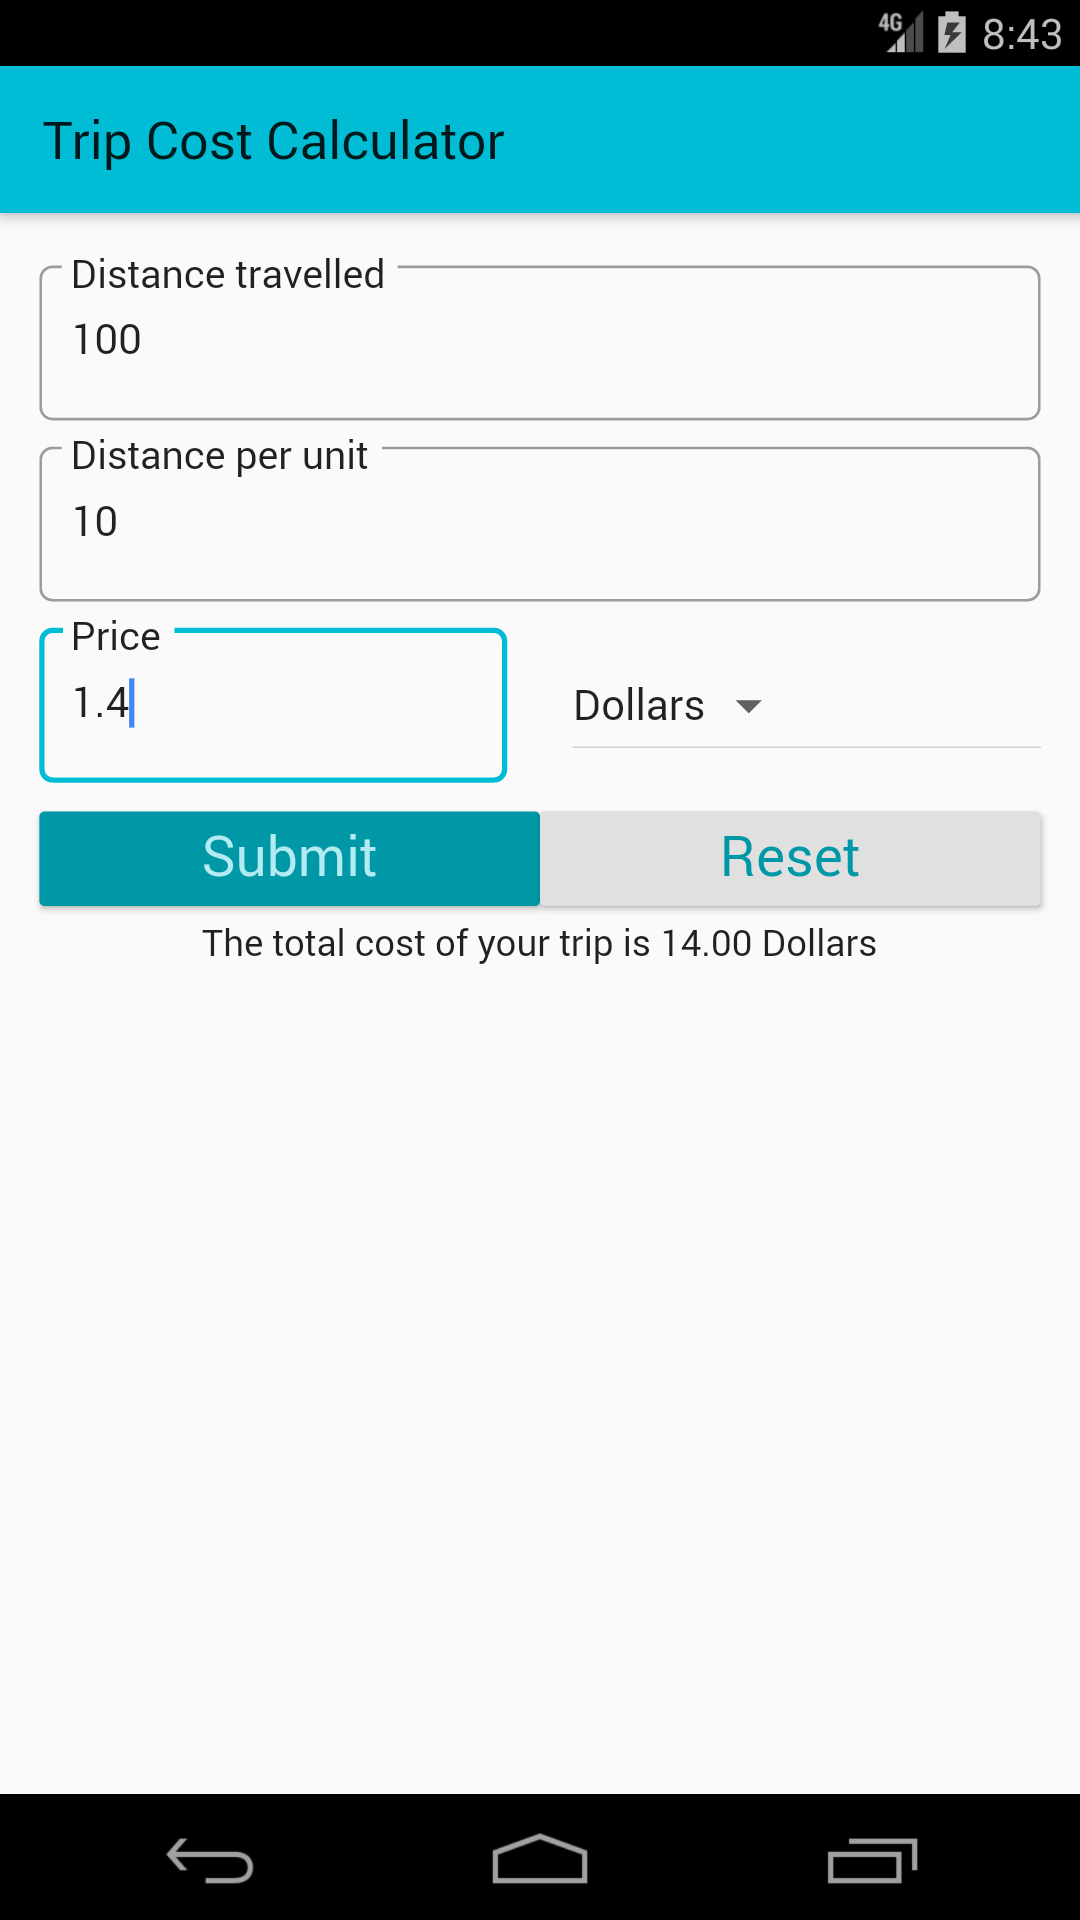 4G 8:43
Trip Cost Calculator
Distance travelled
100
Distance per unit
10
Price
1.4 Dollars
Submit Reset
The total cost of your trip is 14.00 Dollars